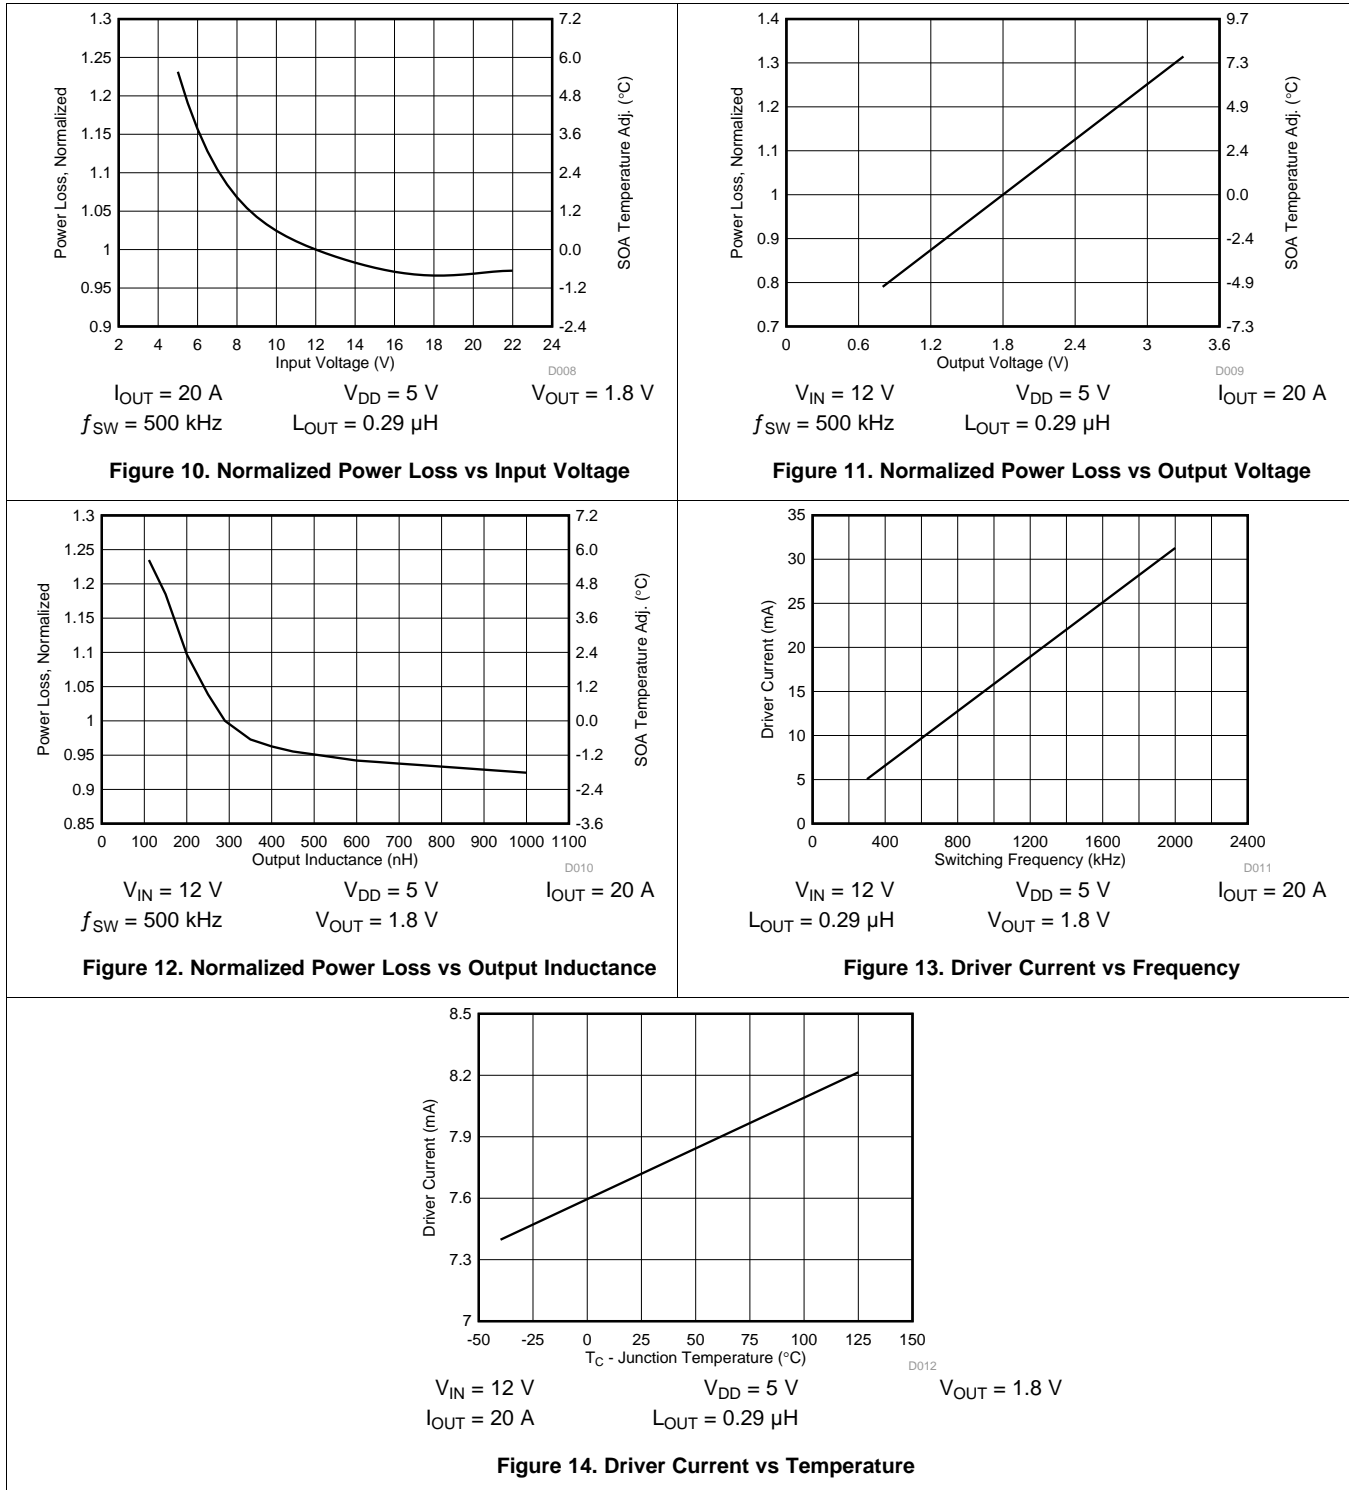 1.3
1.25
1.2
1.15
1.1
1.05
1
0.95
0.9
7.2
6.0
4.8
3.6
2.4
1.2
0.0
-1.2
-2.4
2 4 6 8 10 12 14 16 18 20 22 24
Power Loss, Normalized
SOA Temperature Adj. (°C)
Input Voltage (V)
D008
IOUT = 20 A VDD = 5 V VOUT = 1.8 V
ƒSW = 500 kHz LOUT = 0.29 µH
Figure 10. Normalized Power Loss vs Input Voltage
1.4
1.3
1.2
1.1
1
0.9
0.8
0.7
9.7
7.3
4.9
2.4
0.0
-2.4
-4.9
-7.3
0 0.6 1.2 1.8 2.4 3 3.6
Power Loss, Normalized
SOA Temperature Adj. (°C)
Output Voltage (V)
D009
VIN = 12 V VDD = 5 V IOUT = 20 A
ƒSW = 500 kHz LOUT = 0.29 µH
Figure 11. Normalized Power Loss vs Output Voltage
1.3
1.25
1.2
1.15
1.1
1.05
1
0.95
0.9
0.85
7.2
6.0
4.8
3.6
2.4
1.2
0.0
-1.2
-2.4
-3.6
0 100 200 300 400 500 600 700 800 900 1000 1100
Power Loss, Normalized
SOA Temperature Adj. (°C)
Output Inductance (nH)
D010
VIN = 12 V VDD = 5 V IOUT = 20 A
ƒSW = 500 kHz VOUT = 1.8 V
Figure 12. Normalized Power Loss vs Output Inductance
35
30
25
20
15
10
5
0
0 400 800 1200 1600 2000 2400
Driver Current (mA)
Switching Frequency (kHz)
D011
VIN = 12 V VDD = 5 V IOUT = 20 A
LOUT = 0.29 µH VOUT = 1.8 V
Figure 13. Driver Current vs Frequency
8.5
8.2
7.9
7.6
7.3
7
-50 -25 0 25 50 75 100 125 150
Driver Current (mA)
TC - Junction Temperature (°C)
D012
VIN = 12 V VDD = 5 V VOUT = 1.8 V
IOUT = 20 A LOUT = 0.29 µH
Figure 14. Driver Current vs Temperature